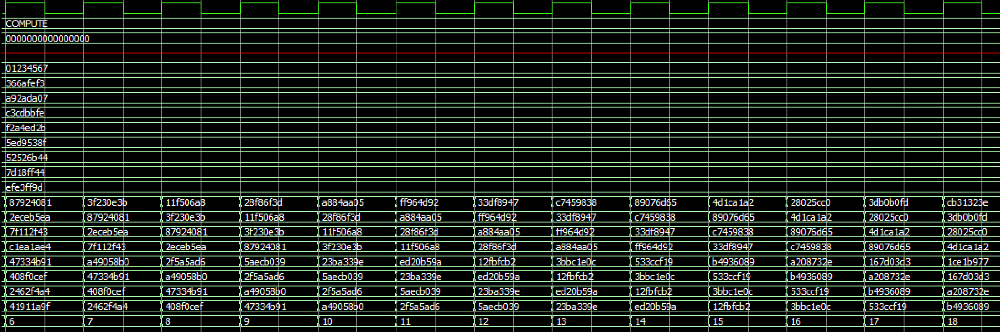 COMPUTE
0000000000000000
01234567
366afef3
a92ada07
c3cdbbfe
f2a4ed2b
5ed9538f
52526b44
7d18ff44
efe3ff9d
87924081 3f230e3b 11f506a8 28f86f3d a884aa05 ff964d92 33df8947 c7459838 89076d65 4d1ca1a2 28025cc0 3db0b0fd cb31323e
2eceb5ea 87924081 3f230e3b 11f506a8 28f86f3d a884aa05 ff964d92 33df8947 c7459838 89076d65 4d1ca1a2 28025cc0 3db0b0fd
7f112f43 2eceb5ea 87924081 3f230e3b 11f506a8 28f86f3d a884aa05 ff964d92 33df8947 c7459838 89076d65 4d1ca1a2 28025cc0
c1ea1ae4 7f112f43 2eceb5ea 87924081 3f230e3b 11f506a8 28f86f3d a884aa05 ff964d92 33df8947 c7459838 89076d65 4d1ca1a2
47334b91 a49058b0 2f5a5ad6 5aecb039 23ba339e ed20b59a 12fbfcb2 3bbc1e0c 533ccf19 b4936089 a208732e 167d03d3 1ce1b977
408f0cef 47334b91 a49058b0 2f5a5ad6 5aecb039 23ba339e ed20b59a 12fbfcb2 3bbc1e0c 533ccf19 b4936089 a208732e 167d03d3
2462f4a4 408f0cef 47334b91 a49058b0 2f5a5ad6 5aecb039 23ba339e ed20b59a 12fbfcb2 3bbc1e0c 533ccf19 b4936089 a208732e
41911a9f 2462f4a4 408f0cef 47334b91 a49058b0 2f5a5ad6 5aecb039 23ba339e ed20b59a 12fbfcb2 3bbc1e0c 533ccf19 b4936089
6 7 8 9 10 11 12 13 14 15 16 17 18